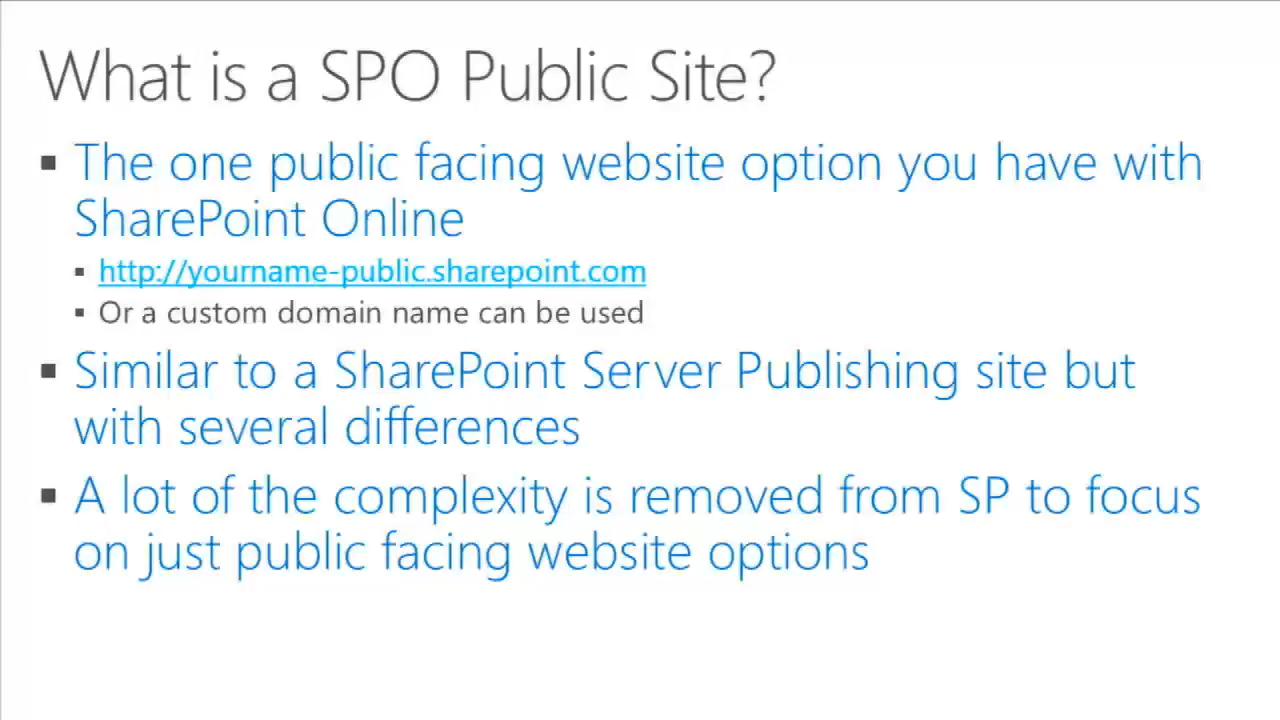 What is a SPO Public Site?
▪ The one public facing website option you have with
SharePoint Online
▪ http://yourname-public.sharepoint.com
▪ Or a custom domain name can be used
▪ Similar to a SharePoint Server Publishing site but
with several differences
▪ A lot of the complexity is removed from SP to focus
on just public facing website options